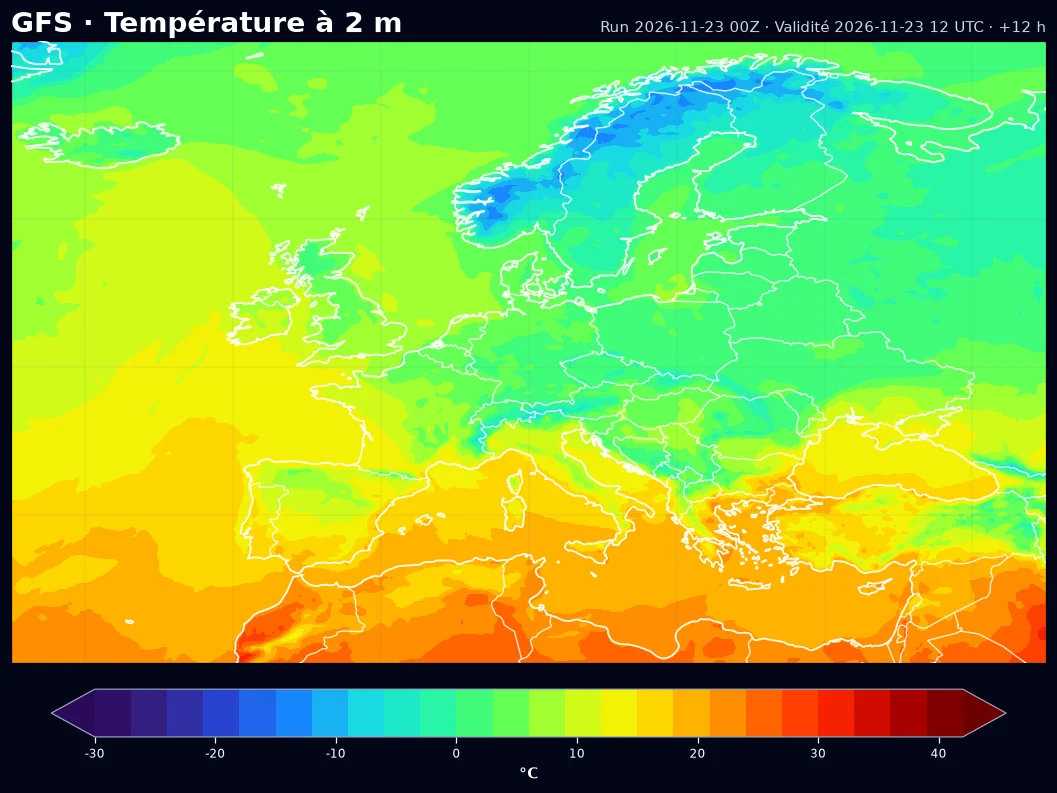 GFS · Température à 2 m
Run 2026-11-23 00Z · Validité 2026-11-23 12 UTC · +12 h
-30 -20 -10 0 10 20 30 40
°C